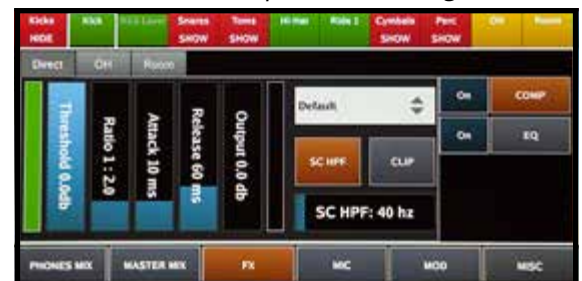 Kicks Kick Kick Layer Snares Toms Hi-Hat Ride 1 Cymbals Perc OH Room
HIDE SHOW SHOW SHOW SHOW
Direct OH Room
Threshold 0.0db
Ratio 1 : 2.0
Attack 10 ms
Release 60 ms
Output 0.0 db
Default
On COMP
On EQ
SC HPF CLIP
SC HPF: 40 hz
PHONES MIX MASTER MIX FX MIC MOD MISC